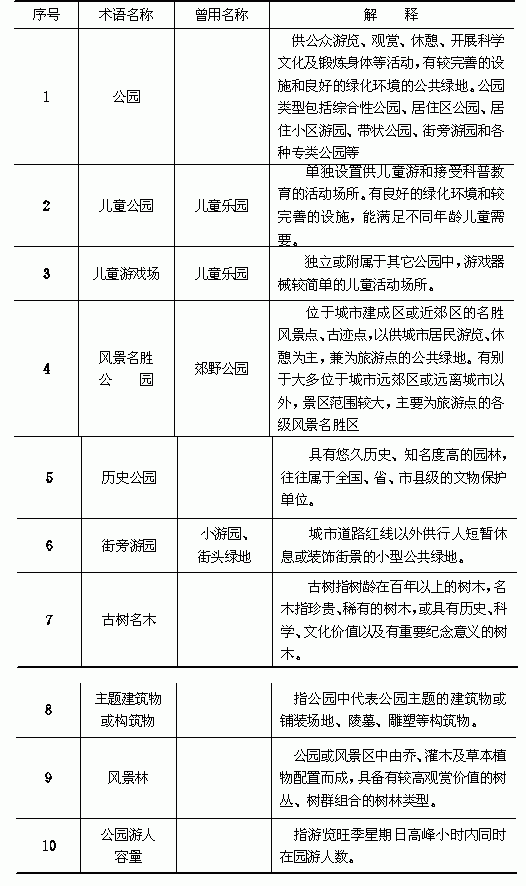 序号 术语名称 曾用名称 解 释
1 公园 供公众游览、观赏、休憩、开展科学
文化及锻炼身体等活动，有较完善的设
施和良好的绿化环境的公共绿地。公园
类型包括综合性公园、居住区公园、居
住小区游园、带状公园、街旁游园和各
种专类公园等
2 儿童公园 儿童乐园 单独设置供儿童游和接受科普教
育的活动场所。有良好的绿化环境和较
完善的设施，能满足不同年龄儿童需
要。
3 儿童游戏场 儿童乐园 独立或附属于其它公园中，游戏器
械较简单的儿童活动场所。
4 风景名胜
公 园 郊野公园 位于城市建成区或近郊区的名胜
风景点、古迹点，以供城市居民游览、休
憩为主，兼为旅游点的公共绿地。有别
于大多位于城市远郊区或远离城市以
外，景区范围较大，主要为旅游点的各
级风景名胜区
5 历史公园 具有悠久历史、知名度高的园林，
往往属于全国、省、市县级的文物保护
单位。
6 街旁游园 小游园、
街头绿地 城市道路红线以外供行人短暂休
息或装饰街景的小型公共绿地。
7 古树名木 古树指树龄在百年以上的树木，名
木指珍贵、稀有的树木，或具有历史、科
学、文化价值以及有重要纪念意义的树
木。
8 主题建筑物
或构筑物 指公园中代表公园主题的建筑物或
铺装场地、陵墓、雕塑等构筑物。
9 风景林 公园或风景区中由乔、灌木及草本植
物配置而成，具备有较高观赏价值的树
丛、树群组合的树林类型。
10 公园游人
容量 指游览旺季星期日高峰小时内同时
在园游人数。